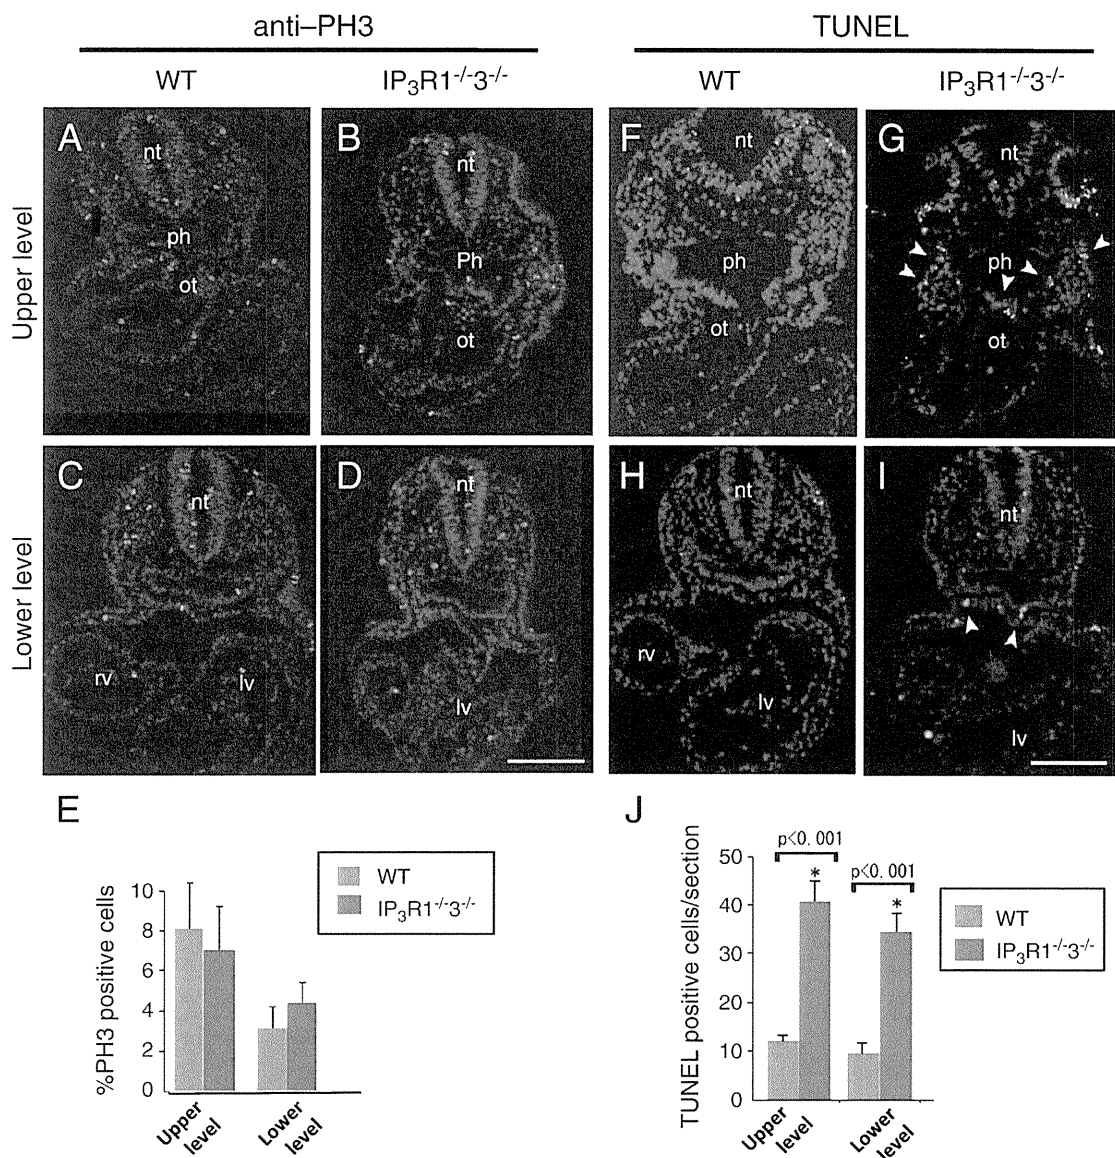 anti–PH3
TUNEL
WT
IP₃R1⁻/⁻3⁻/⁻
WT
IP₃R1⁻/⁻3⁻/⁻
Upper level
A
nt
ph
ot
B
nt
Ph
ot
F
nt
ph
ot
G
nt
ph
ot
Lower level
C
nt
rv
lv
D
nt
lv
H
nt
rv
lv
I
nt
lv
E
%PH3 positive cells
10
8
6
4
2
0
Upper level
Lower level
WT
IP₃R1⁻/⁻3⁻/⁻
J
TUNEL positive cells/section
50
40
30
20
10
0
p<0.001
*
p<0.001
*
Upper level
Lower level
WT
IP₃R1⁻/⁻3⁻/⁻